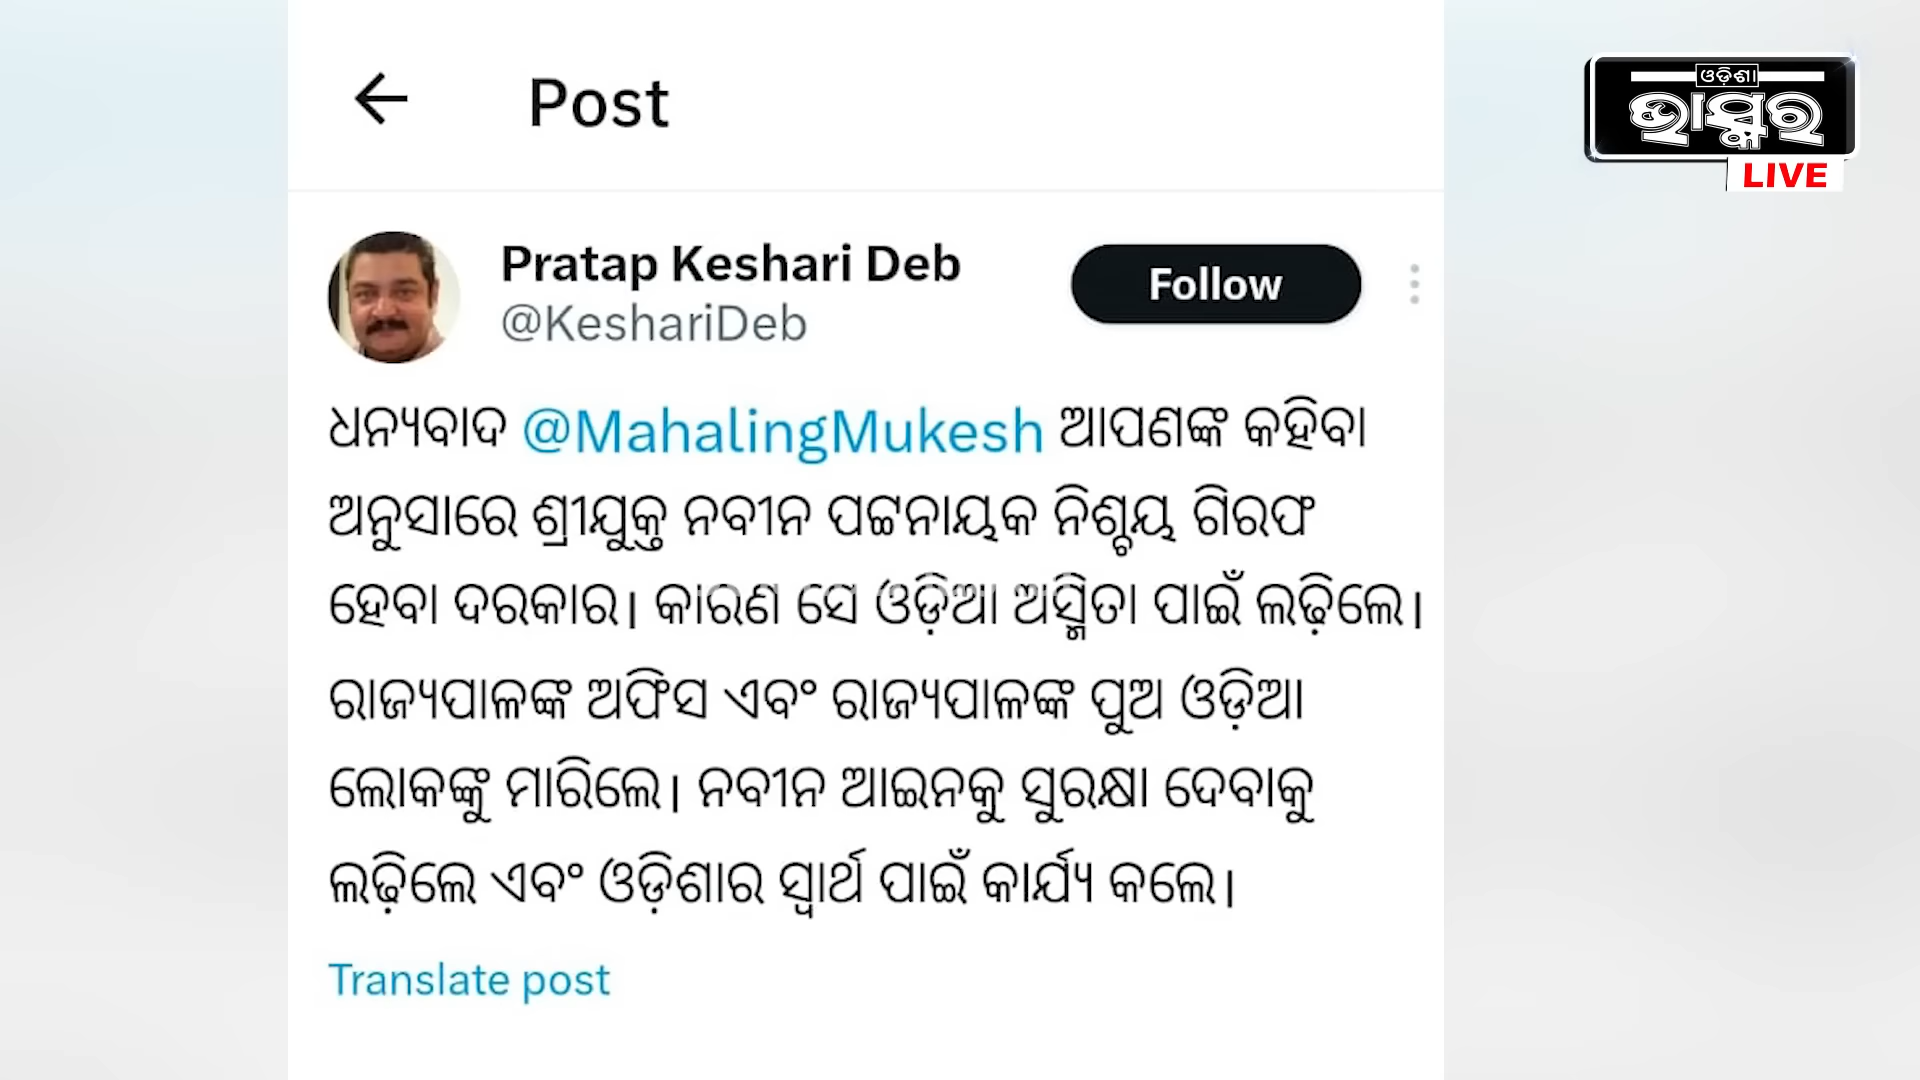 Post
ଓଡ଼ିଶା
ଭାସ୍କର
LIVE
Pratap Keshari Deb
@KeshariDeb
Follow
ଧନ୍ୟବାଦ @MahalingMukesh ଆପଣଙ୍କ କହିବା
ଅନୁସାରେ ଶ୍ରୀଯୁକ୍ତ ନବୀନ ପଟ୍ଟନାୟକ ନିଶ୍ଚୟ ଗିରଫ
ହେବା ଦରକାର। କାରଣ ସେ ଓଡ଼ିଆ ଅସ୍ମିତା ପାଇଁ ଲଢ଼ିଲେ।
ରାଜ୍ୟପାଳଙ୍କ ଅଫିସ ଏବଂ ରାଜ୍ୟପାଳଙ୍କ ପୁଅ ଓଡ଼ିଆ
ଲୋକଙ୍କୁ ମାରିଲେ। ନବୀନ ଆଇନକୁ ସୁରକ୍ଷା ଦେବାକୁ
ଲଢ଼ିଲେ ଏବଂ ଓଡ଼ିଶାର ସ୍ୱାର୍ଥ ପାଇଁ କାର୍ଯ୍ୟ କଲେ।
Translate post